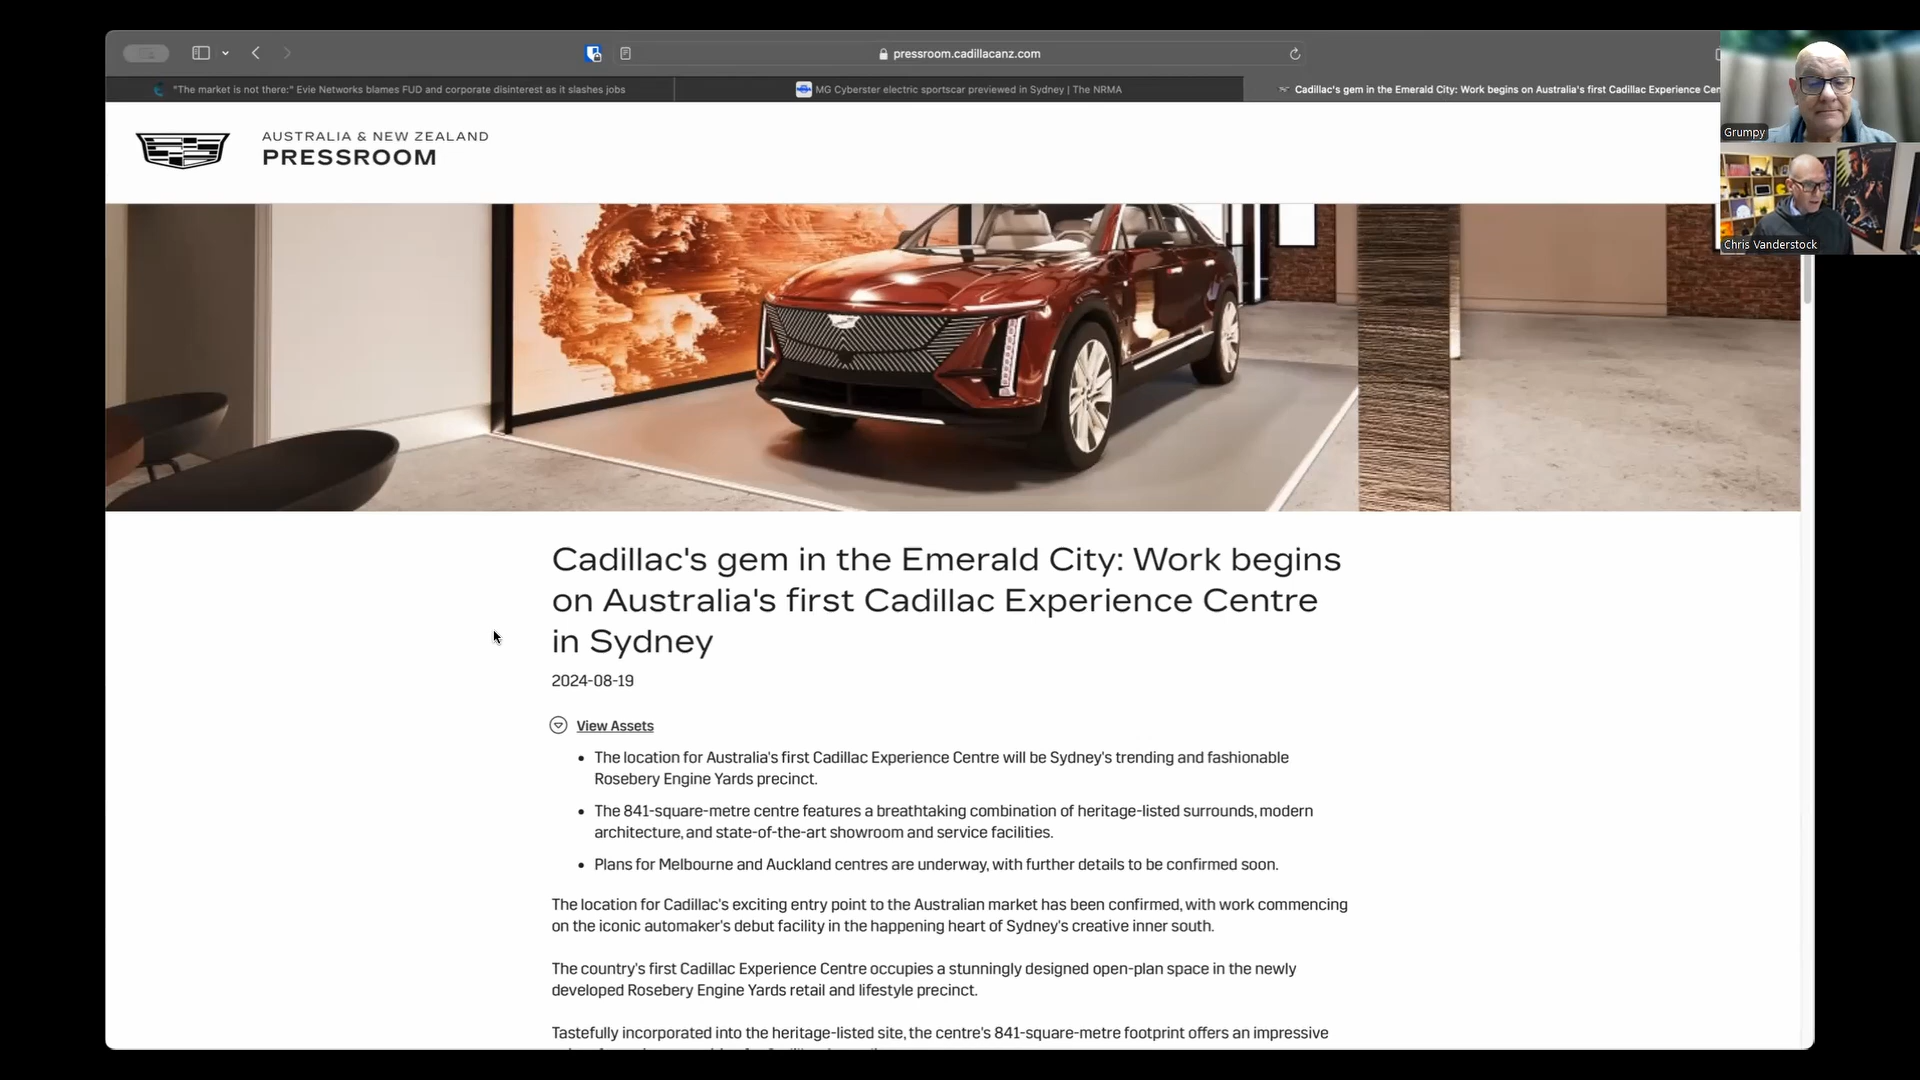 pressroom.cadillacanz.com
"The market is not there:" Evie Networks blames FUD and corporate disinterest as it slashes jobs
MG Cyberster electric sportscar previewed in Sydney | The NRMA
Cadillac's gem in the Emerald City: Work begins on Australia's first Cadillac Experience Cen
Grumpy
Chris Vanderstock
AUSTRALIA & NEW ZEALAND
PRESSROOM
Cadillac's gem in the Emerald City: Work begins
on Australia's first Cadillac Experience Centre
in Sydney
2024-08-19
View Assets
• The location for Australia's first Cadillac Experience Centre will be Sydney's trending and fashionable
Rosebery Engine Yards precinct.
• The 841-square-metre centre features a breathtaking combination of heritage-listed surrounds, modern
architecture, and state-of-the-art showroom and service facilities.
• Plans for Melbourne and Auckland centres are underway, with further details to be confirmed soon.
The location for Cadillac's exciting entry point to the Australian market has been confirmed, with work commencing
on the iconic automaker's debut facility in the happening heart of Sydney's creative inner south.
The country's first Cadillac Experience Centre occupies a stunningly designed open-plan space in the newly
developed Rosebery Engine Yards retail and lifestyle precinct.
Tastefully incorporated into the heritage-listed site, the centre's 841-square-metre footprint offers an impressive